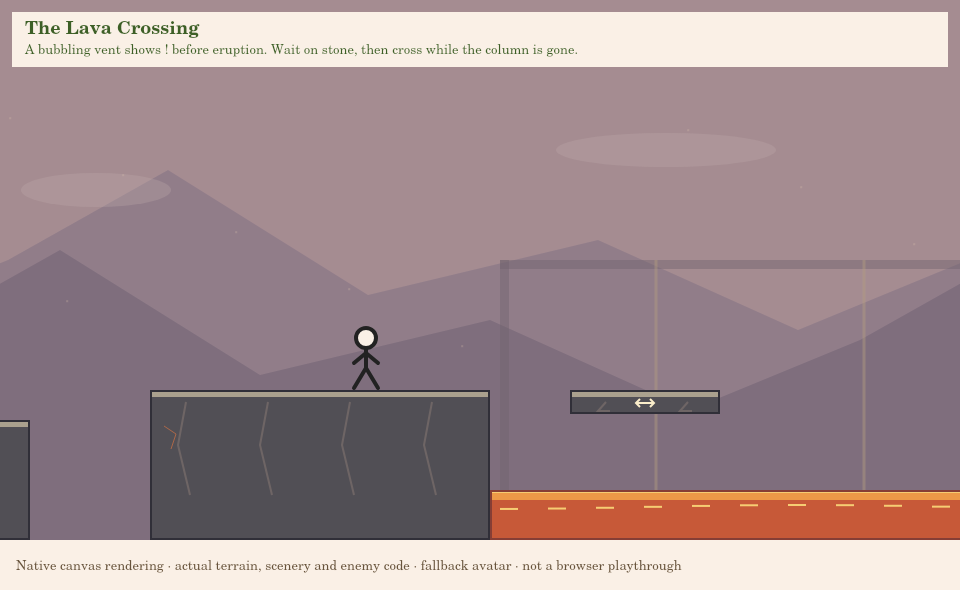 The Lava Crossing
A bubbling vent shows ! before eruption. Wait on stone, then cross while the column is gone.
Native canvas rendering · actual terrain, scenery and enemy code · fallback avatar · not a browser playthrough